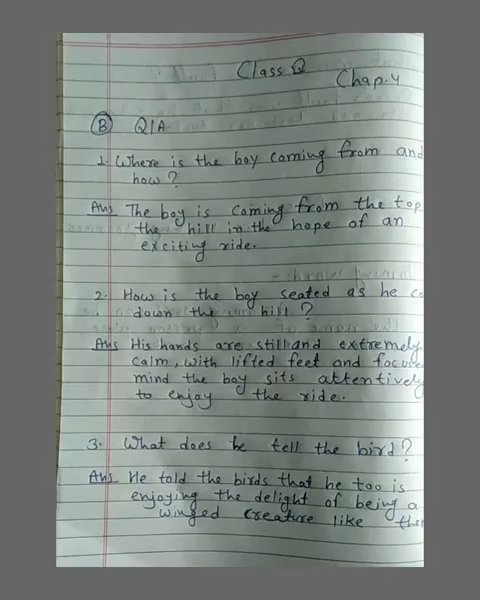 Class Q
Chap. 4
B Q1A
1. Where is the boy coming from and
how?
Ans The boy is coming from the top
the hill in the hope of an
exciting ride.
2. How is the boy seated as he co
down the hill?
Ans His hands are still and extremely
calm, with lifted feet and focuse
mind the boy sits attentively
to enjoy the ride.
3. What does he tell the bird?
Ans He told the birds that he too is
enjoying the delight of being a
winged creature like the